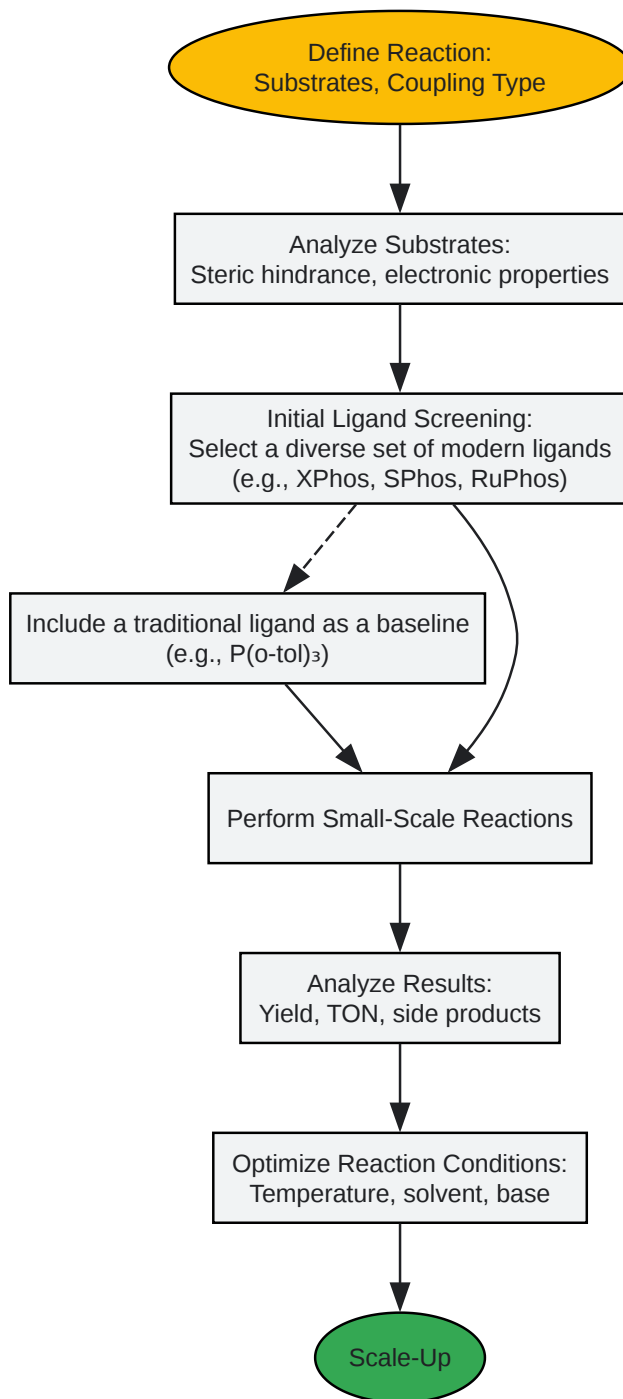 Define Reaction:
Substrates, Coupling Type
Analyze Substrates:
Steric hindrance, electronic properties
Initial Ligand Screening:
Select a diverse set of modern ligands
(e.g., XPhos, SPhos, RuPhos)
Include a traditional ligand as a baseline
(e.g., P(o-tol)₃)
Perform Small-Scale Reactions
Analyze Results:
Yield, TON, side products
Optimize Reaction Conditions:
Temperature, solvent, base
Scale-Up